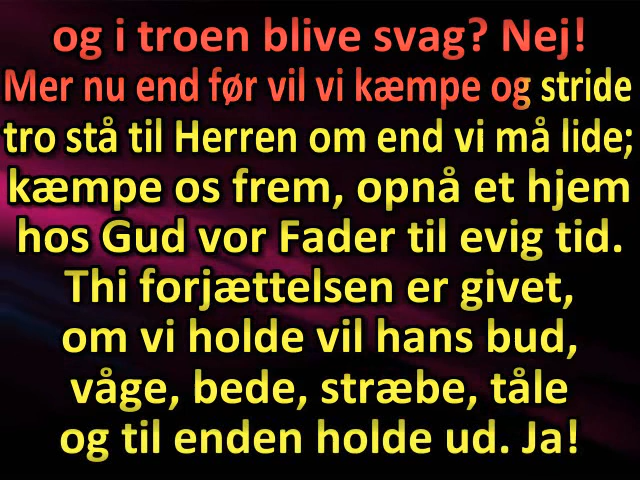 og i troen blive svag? Nej!
Mer nu end før vil vi kæmpe og stride
tro stå til Herren om end vi må lide;
kæmpe os frem, opnå et hjem
hos Gud vor Fader til evig tid.
Thi forjættelsen er givet,
om vi holde vil hans bud,
våge, bede, stræbe, tåle
og til enden holde ud. Ja!